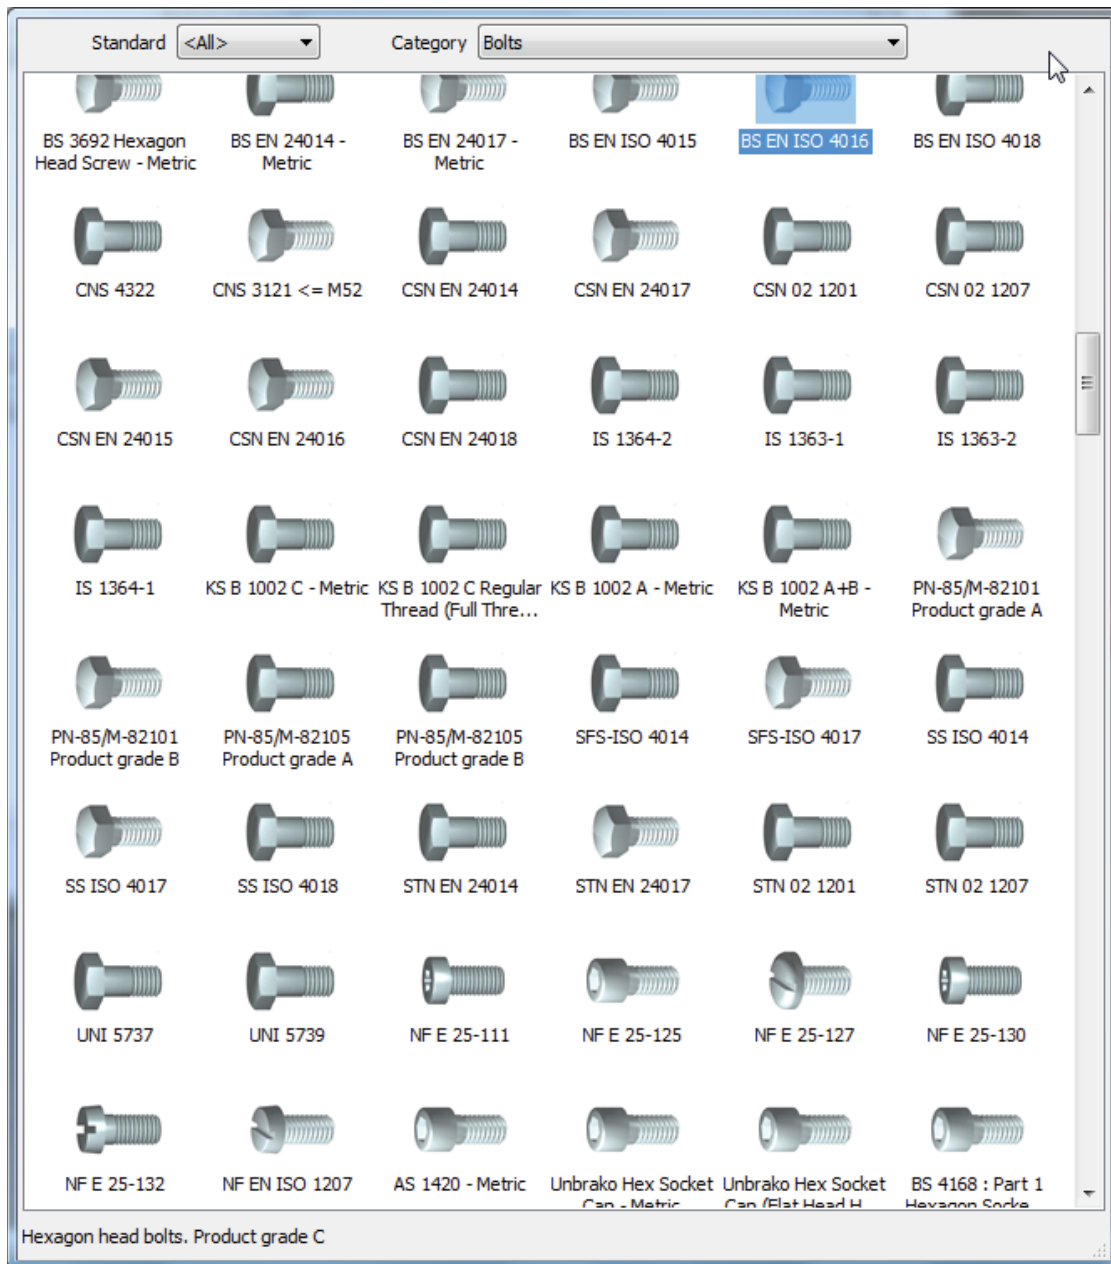 Standard <All> Category Bolts
BS 3692 Hexagon BS EN 24014 - BS EN 24017 - BS EN ISO 4015 BS EN ISO 4016 BS EN ISO 4018
Head Screw - Metric Metric Metric
CNS 4322 CNS 3121 <= M52 CSN EN 24014 CSN EN 24017 CSN 02 1201 CSN 02 1207
CSN EN 24015 CSN EN 24016 CSN EN 24018 IS 1364-2 IS 1363-1 IS 1363-2
IS 1364-1 KS B 1002 C - Metric KS B 1002 C Regular KS B 1002 A - Metric KS B 1002 A+B - PN-85/M-82101
Thread (Full Thre... Metric Product grade A
PN-85/M-82101 PN-85/M-82105 PN-85/M-82105 SFS-ISO 4014 SFS-ISO 4017 SS ISO 4014
Product grade B Product grade A Product grade B
SS ISO 4017 SS ISO 4018 STN EN 24014 STN EN 24017 STN 02 1201 STN 02 1207
UNI 5737 UNI 5739 NF E 25-111 NF E 25-125 NF E 25-127 NF E 25-130
NF E 25-132 NF EN ISO 1207 AS 1420 - Metric Unbrako Hex Socket Unbrako Hex Socket BS 4168 : Part 1
Cap - Metric Cap (Flat Head H... Hexagon Socke...
Hexagon head bolts. Product grade C